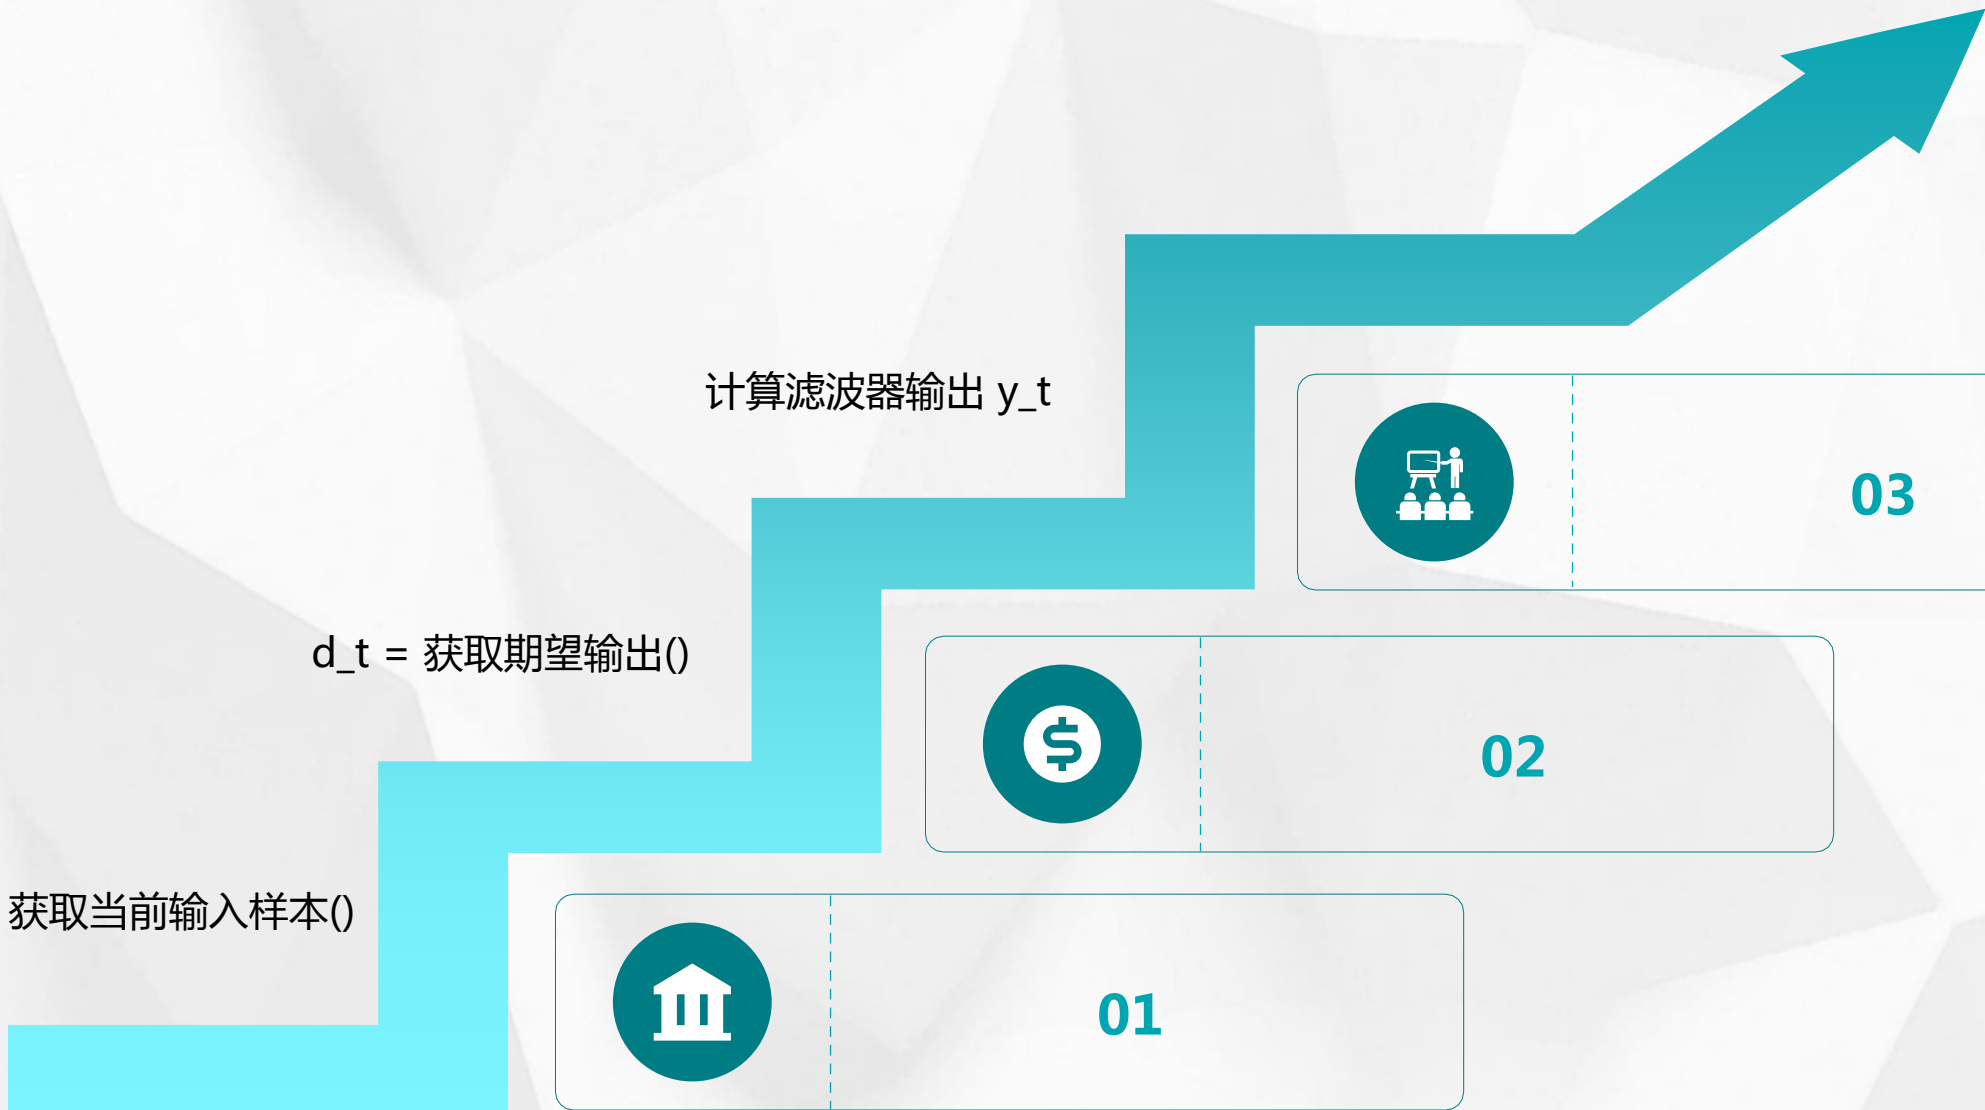 计算滤波器输出 y_t
03
d_t = 获取期望输出()
02
获取当前输入样本()
01